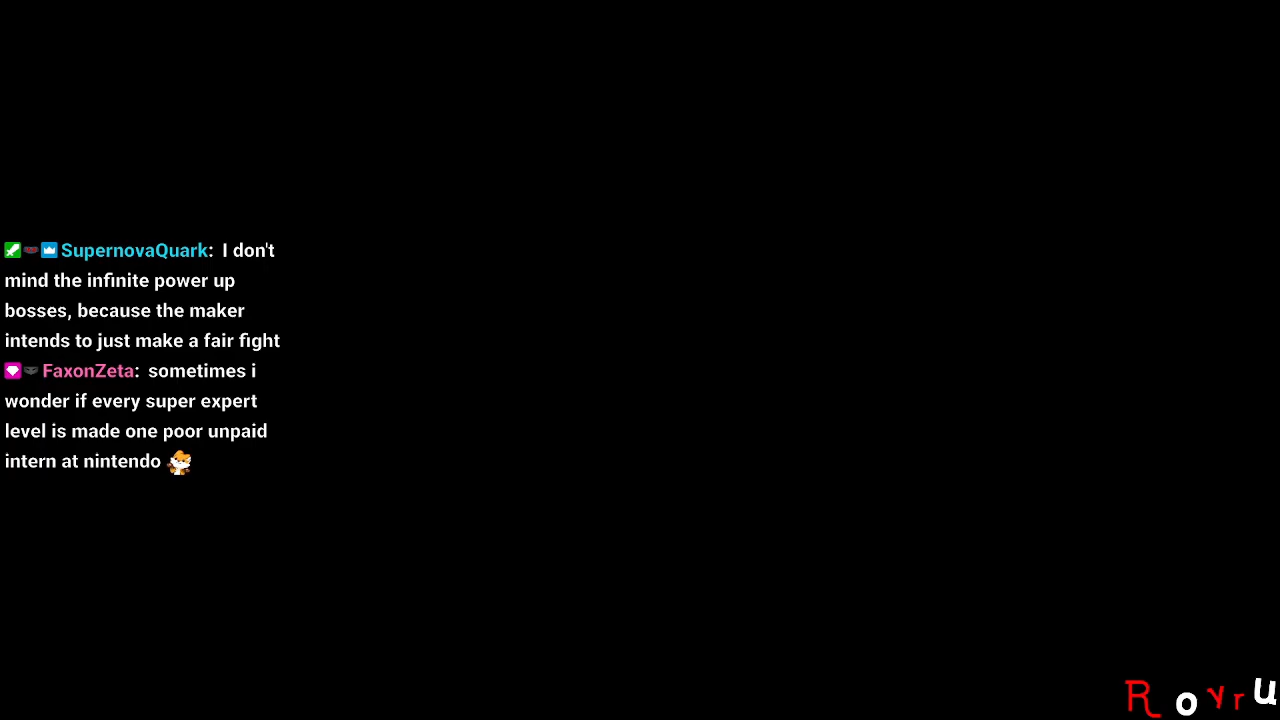 SupernovaQuark: I don't
mind the infinite power up
bosses, because the maker
intends to just make a fair fight
FaxonZeta: sometimes i
wonder if every super expert
level is made one poor unpaid
intern at nintendo
Royru